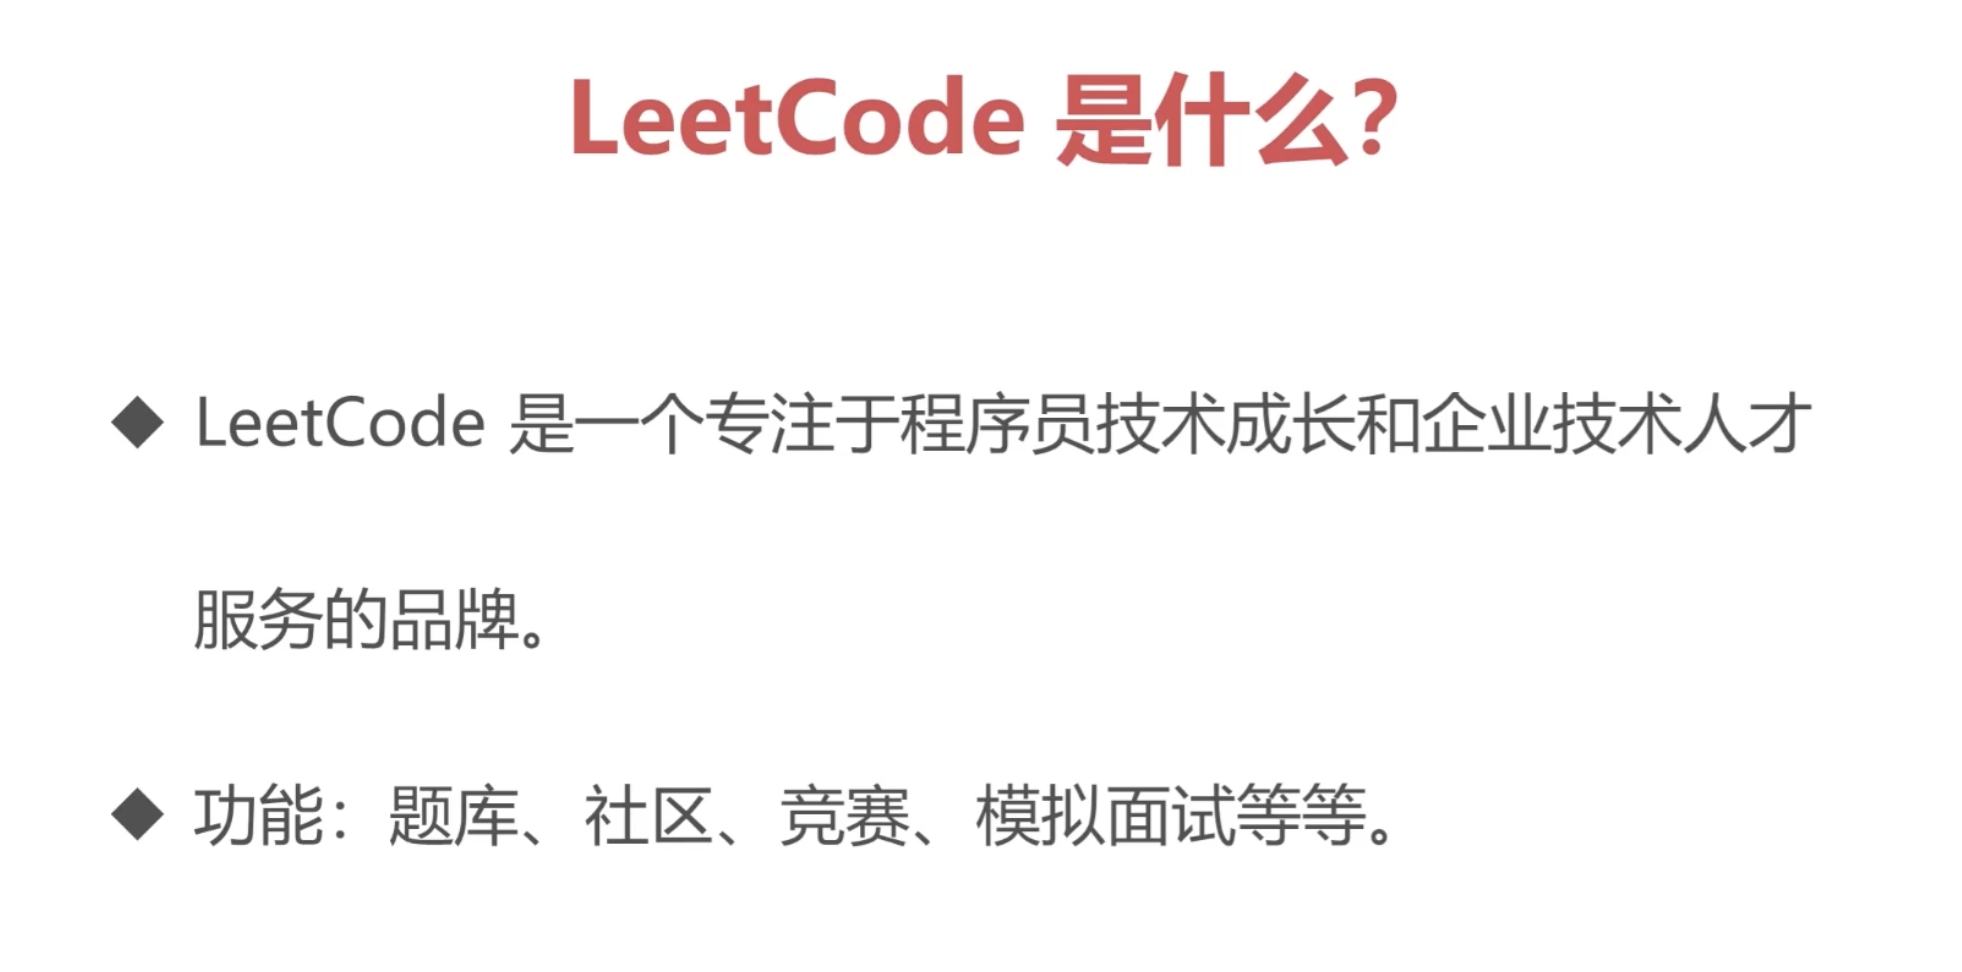 LeetCode 是什么？
◆ LeetCode 是一个专注于程序员技术成长和企业技术人才
服务的品牌。
◆ 功能：题库、社区、竞赛、模拟面试等等。